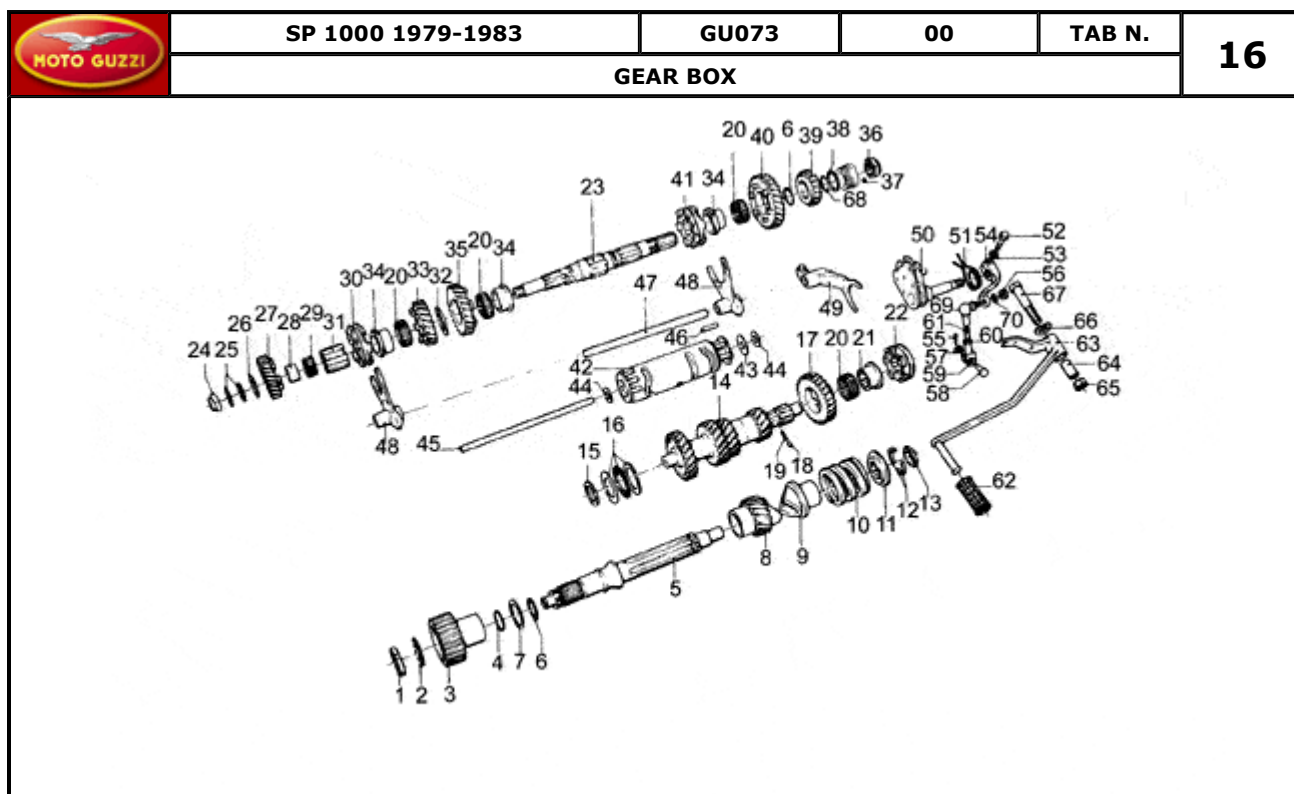 MOTO GUZZI
SP 1000 1979-1983 GU073 00 TAB N. 16
GEAR BOX
20 40 6 39 38 36
41 34 37
23 68
52
50 51 54
35 20 34 53
30 34 20 33 32 48 56
47 49 67
29 31 69 70 66
26 27 28 46 22 61 60 63
24 25 17 20 21 55 64
42 43 44 57 65
44 14 59
58
16
48 45 15 19 18 62
10 11 12 13
8 9
5
4 7 6
1 2 3